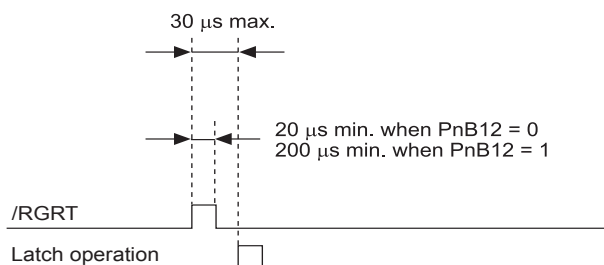 30 μs max.
20 μs min. when PnB12 = 0
200 μs min. when PnB12 = 1
/RGRT
Latch operation